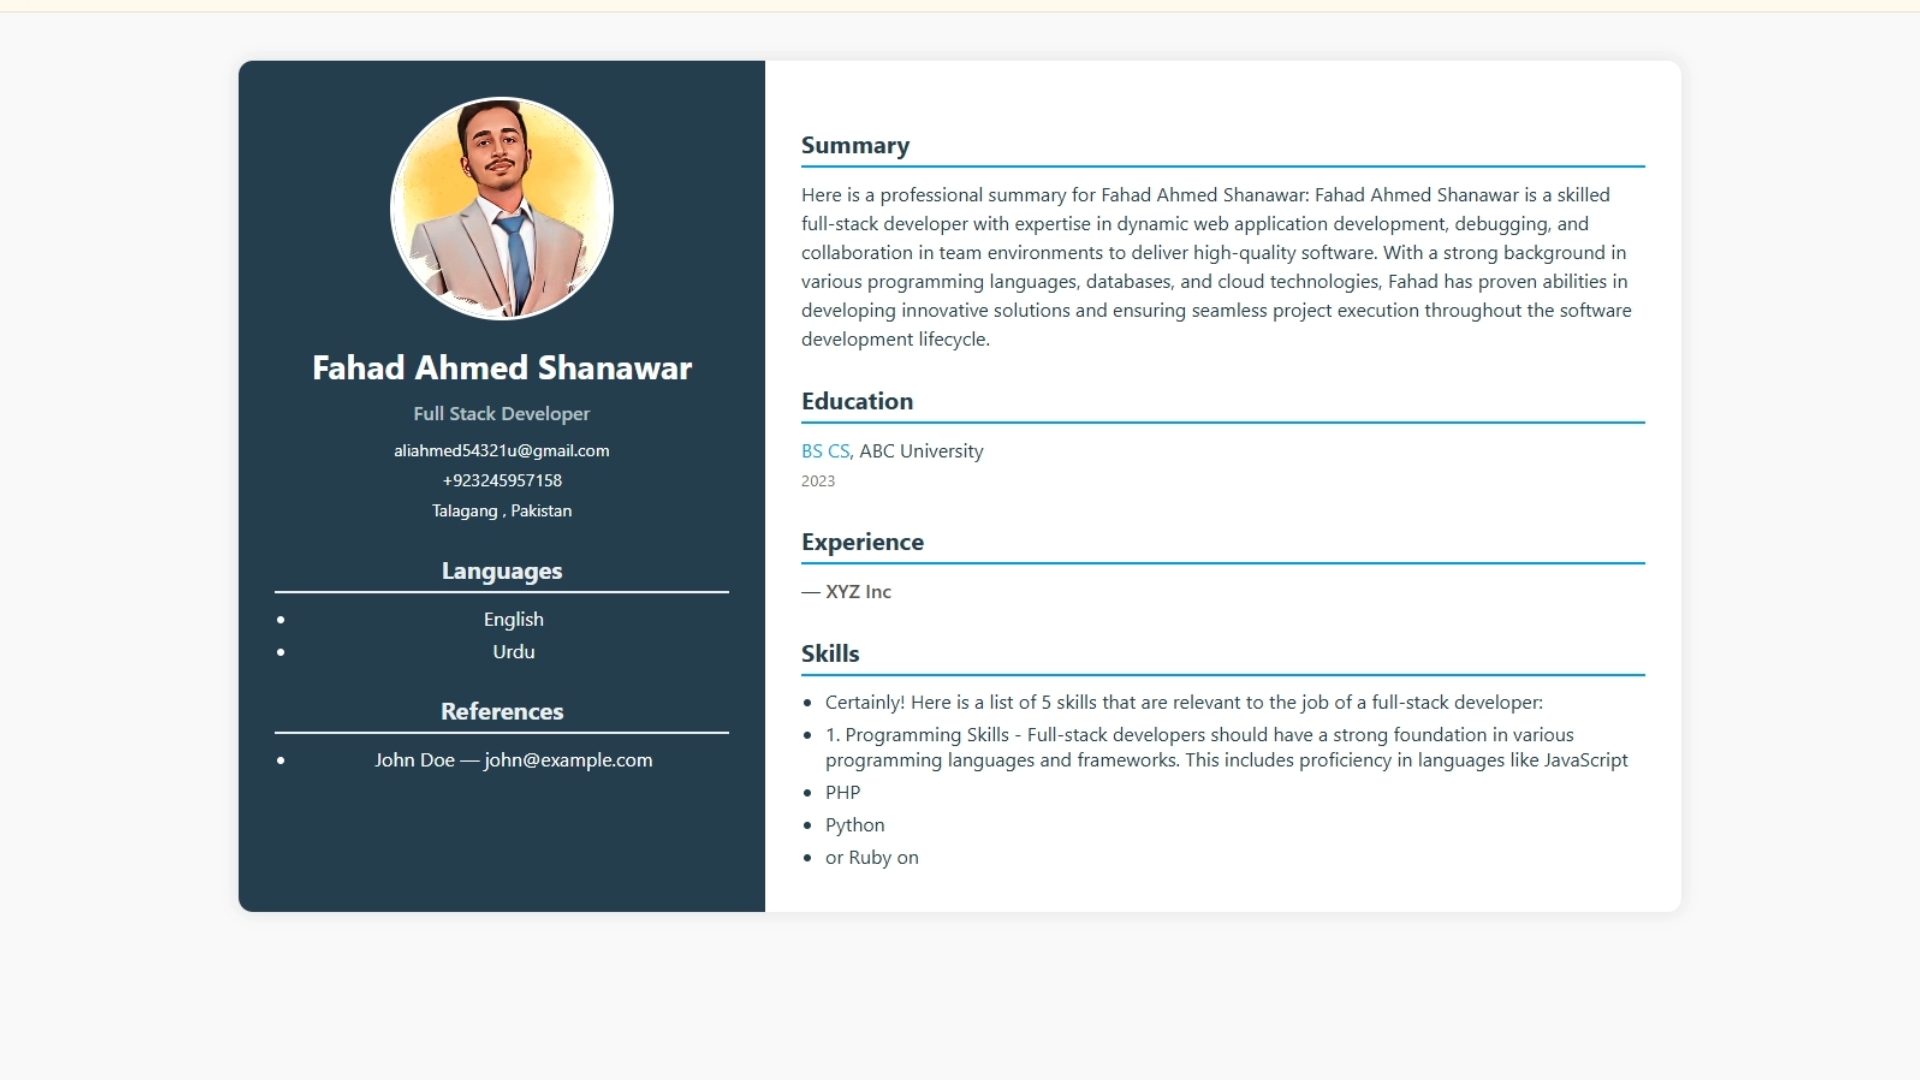 Fahad Ahmed Shanawar
Full Stack Developer
aliahmed54321u@gmail.com
+923245957158
Talagang , Pakistan
Languages
• English
• Urdu
References
• John Doe — john@example.com
Summary
Here is a professional summary for Fahad Ahmed Shanawar: Fahad Ahmed Shanawar is a skilled
full-stack developer with expertise in dynamic web application development, debugging, and
collaboration in team environments to deliver high-quality software. With a strong background in
various programming languages, databases, and cloud technologies, Fahad has proven abilities in
developing innovative solutions and ensuring seamless project execution throughout the software
development lifecycle.
Education
BS CS, ABC University
2023
Experience
— XYZ Inc
Skills
• Certainly! Here is a list of 5 skills that are relevant to the job of a full-stack developer:
• 1. Programming Skills - Full-stack developers should have a strong foundation in various
programming languages and frameworks. This includes proficiency in languages like JavaScript
• PHP
• Python
• or Ruby on